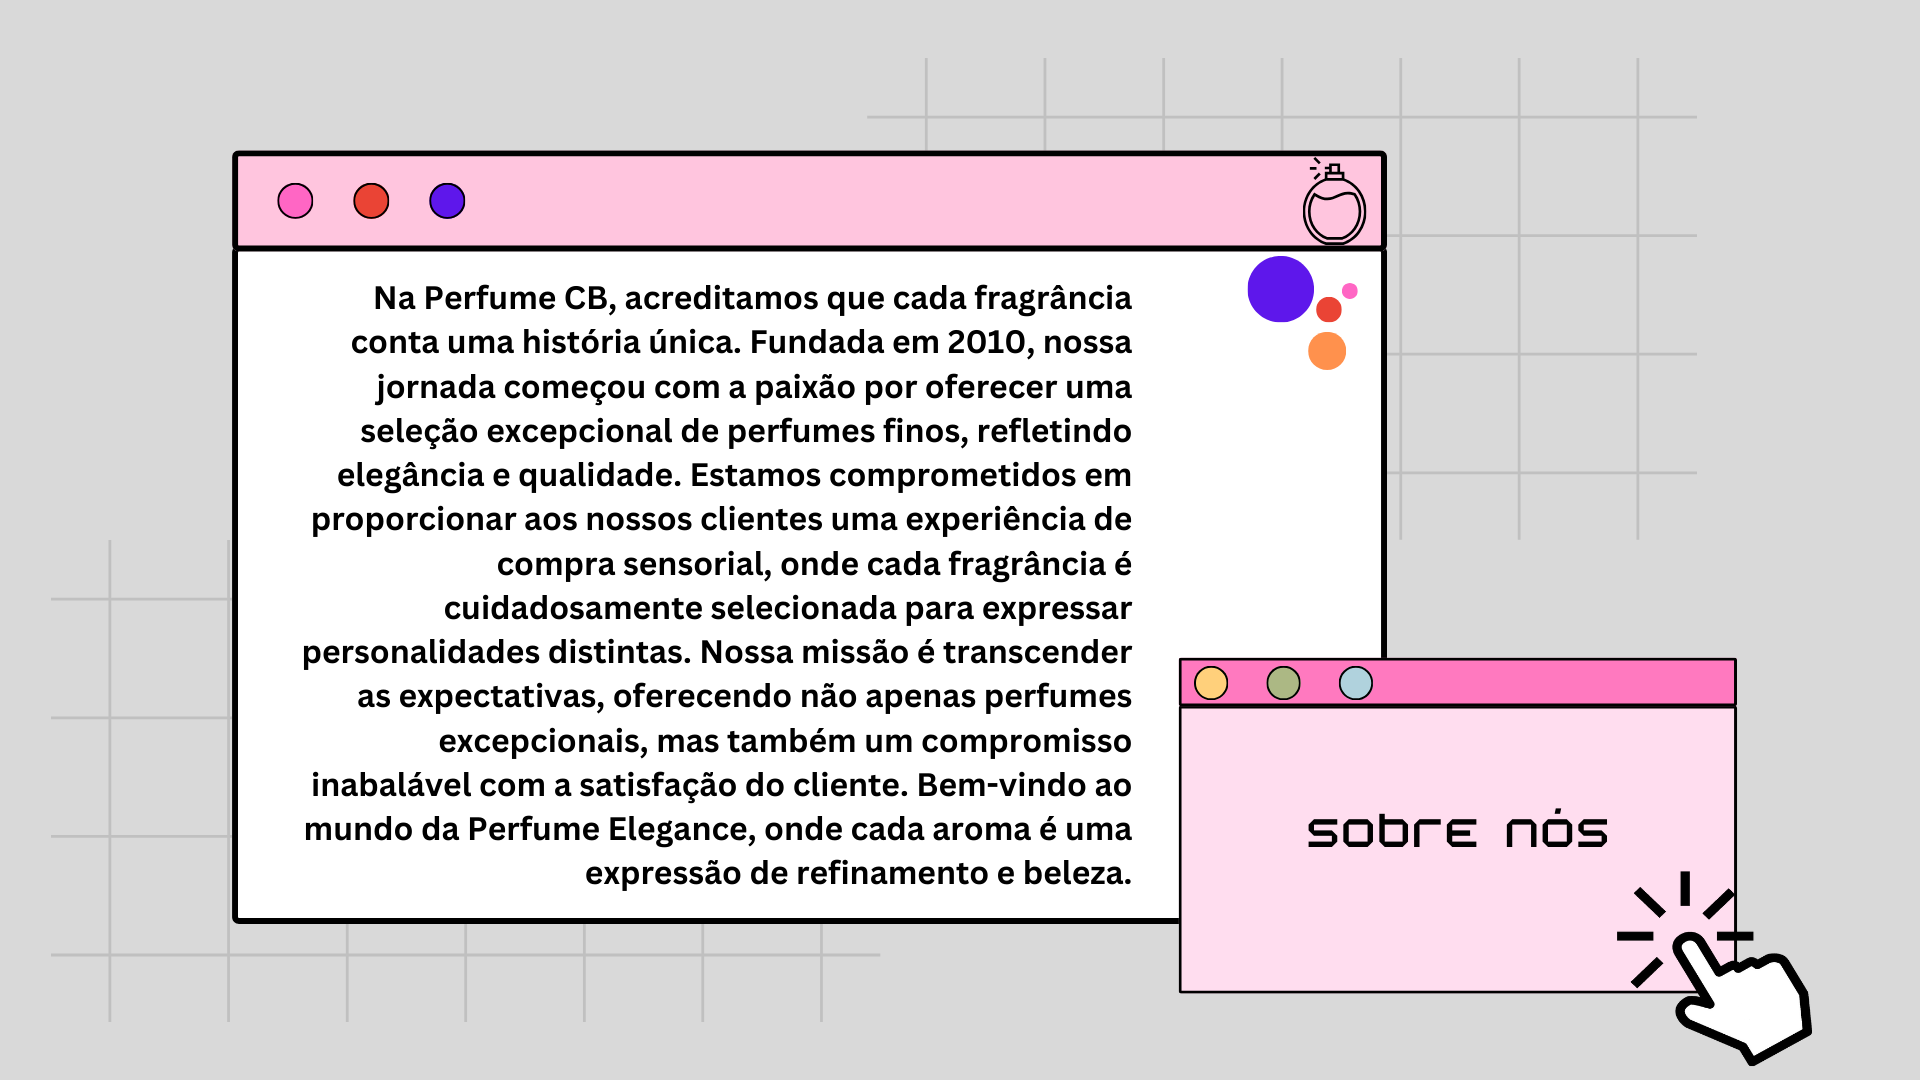 Na Perfume CB, acreditamos que cada fragrância
conta uma história única. Fundada em 2010, nossa
jornada começou com a paixão por oferecer uma
seleção excepcional de perfumes finos, refletindo
elegância e qualidade. Estamos comprometidos em
proporcionar aos nossos clientes uma experiência de
compra sensorial, onde cada fragrância é
cuidadosamente selecionada para expressar
personalidades distintas. Nossa missão é transcender
as expectativas, oferecendo não apenas perfumes
excepcionais, mas também um compromisso
inabalável com a satisfação do cliente. Bem-vindo ao
mundo da Perfume Elegance, onde cada aroma é uma
expressão de refinamento e beleza.
sobre nós